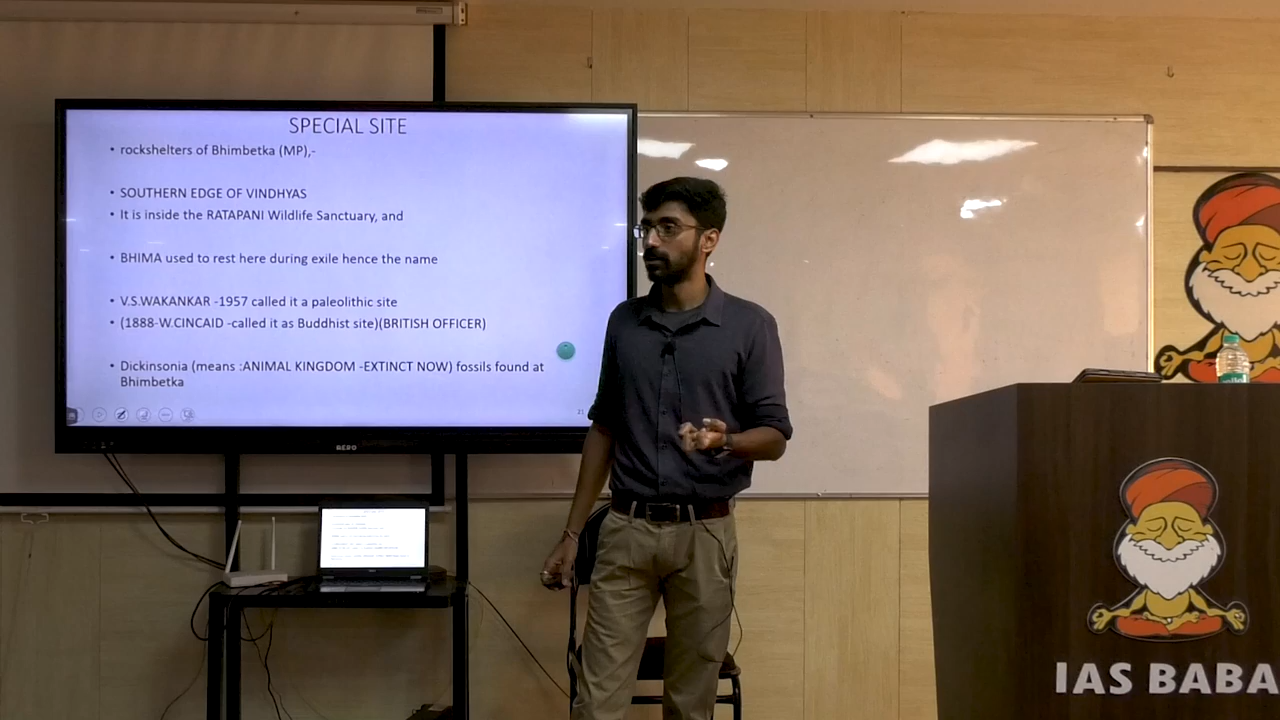 SPECIAL SITE
• rockshelters of Bhimbetka (MP),-
• SOUTHERN EDGE OF VINDHYAS
• It is inside the RATAPANI Wildlife Sanctuary, and
• BHIMA used to rest here during exile hence the name
• V.S.WAKANKAR -1957 called it a paleolithic site
• (1888-W.CINCAID -called it as Buddhist site)(BRITISH OFFICER)
• Dickinsonia (means :ANIMAL KINGDOM -EXTINCT NOW) fossils found at
Bhimbetka
21
IAS BABA